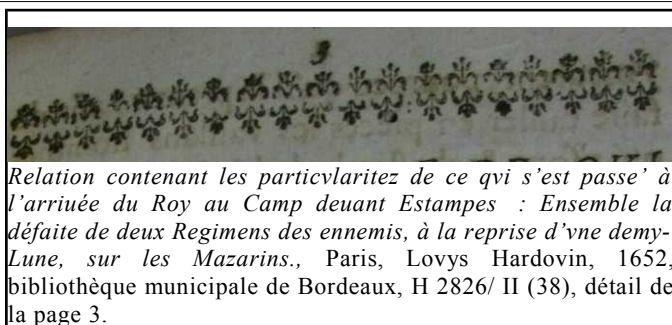 3
Relation contenant les particvlaritez de ce qvi s'est passe' à
l'arriuée du Roy au Camp deuant Estampes : Ensemble la
défaite de deux Regimens des ennemis, à la reprise d'vne demy-
Lune, sur les Mazarins., Paris, Lovys Hardovin, 1652,
bibliothèque municipale de Bordeaux, H 2826/ II (38), détail de
la page 3.